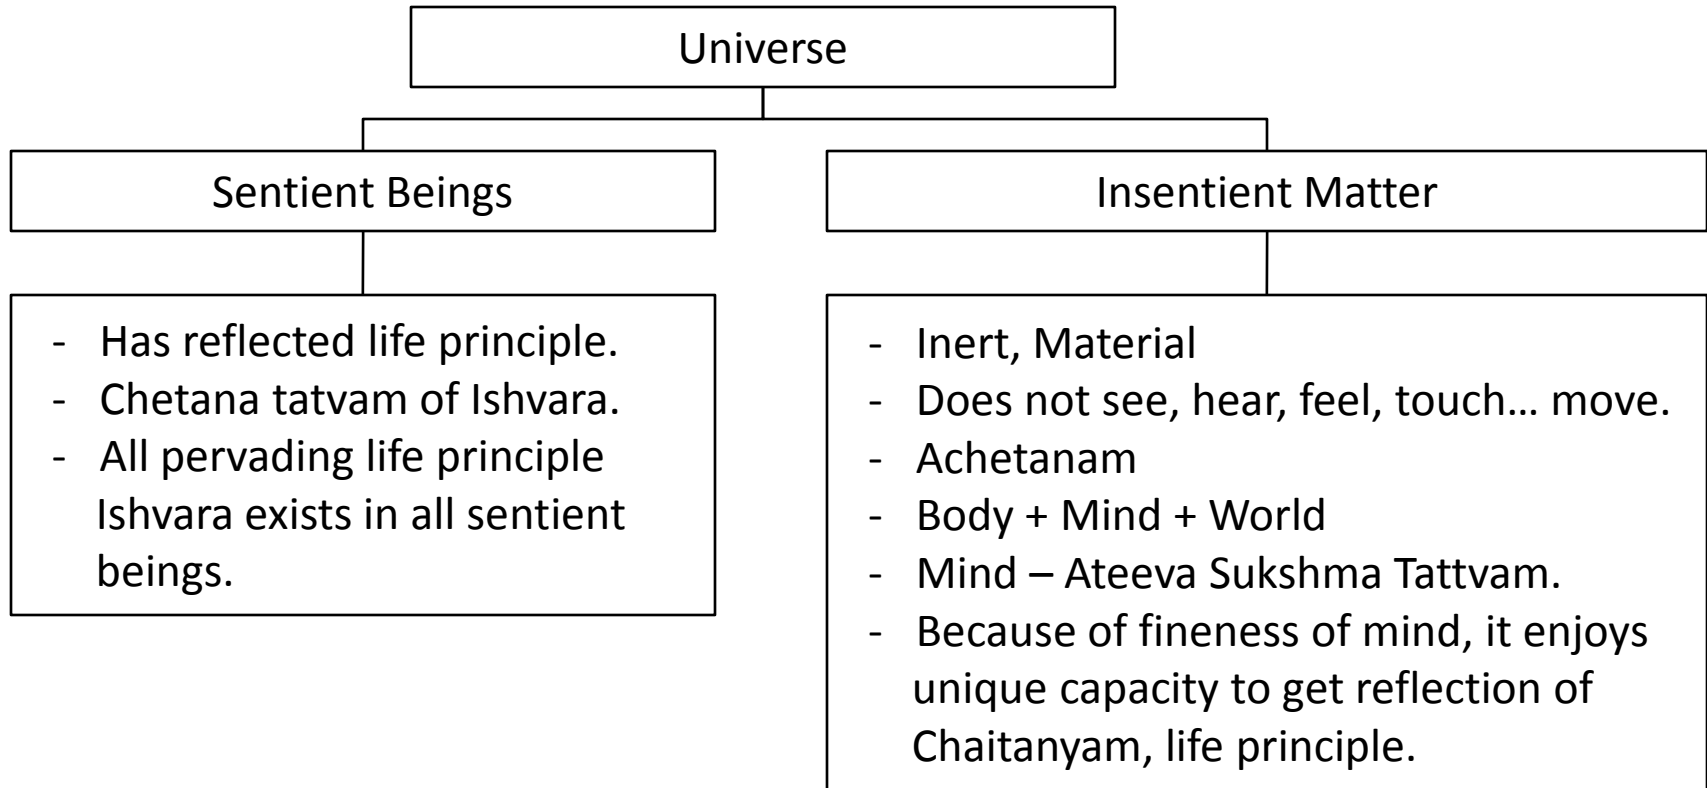 Universe
Sentient Beings
Insentient Matter
- Has reflected life principle.
- Chetana tatvam of Ishvara.
- All pervading life principle
Ishvara exists in all sentient
beings.
- Inert, Material
- Does not see, hear, feel, touch… move.
- Achetanam
- Body + Mind + World
- Mind – Ateeva Sukshma Tattvam.
- Because of fineness of mind, it enjoys
unique capacity to get reflection of
Chaitanyam, life principle.